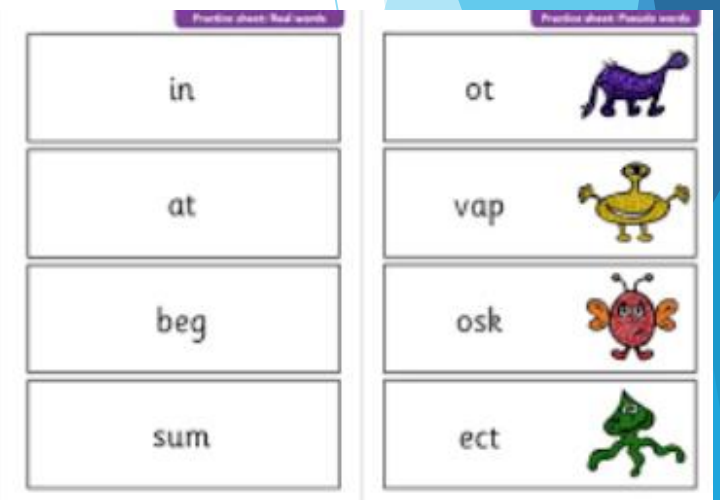 Practice sheet: Real words
in
at
beg
sum
Practice sheet: Pseudo words
ot
vap
osk
ect